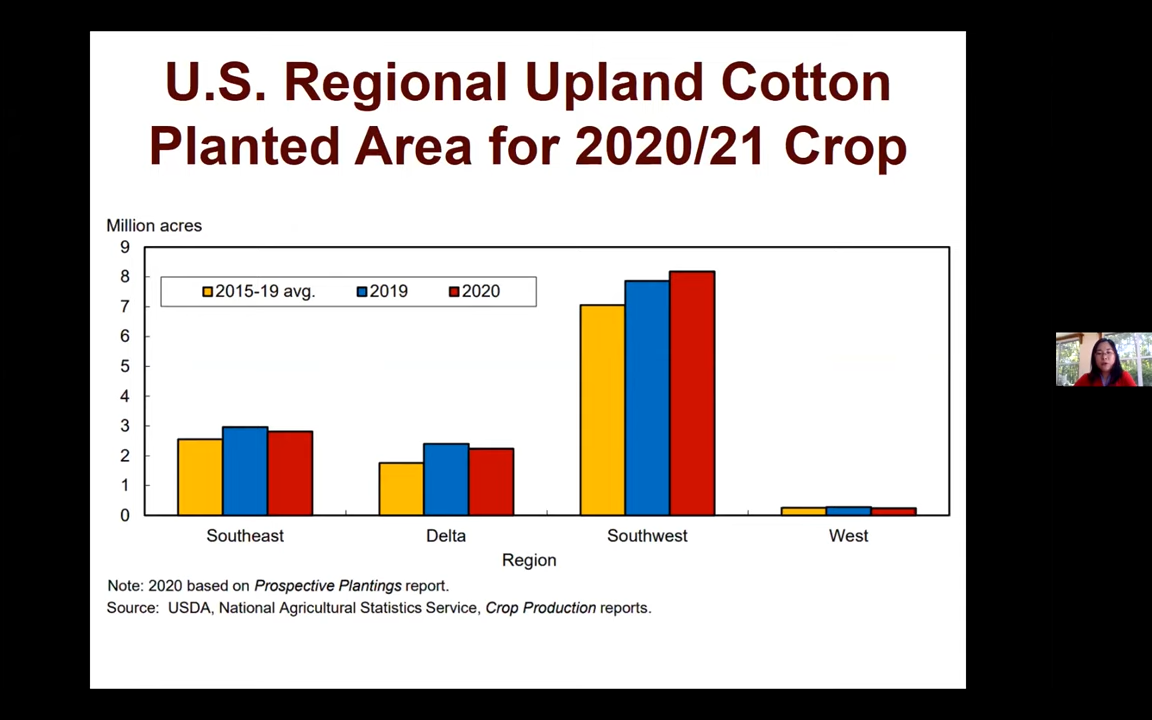 U.S. Regional Upland Cotton
Planted Area for 2020/21 Crop
Million acres
9
8
7
6
5
4
3
2
1
0
2015-19 avg. 2019 2020
Southeast Delta Southwest West
Region
Note: 2020 based on Prospective Plantings report.
Source: USDA, National Agricultural Statistics Service, Crop Production reports.